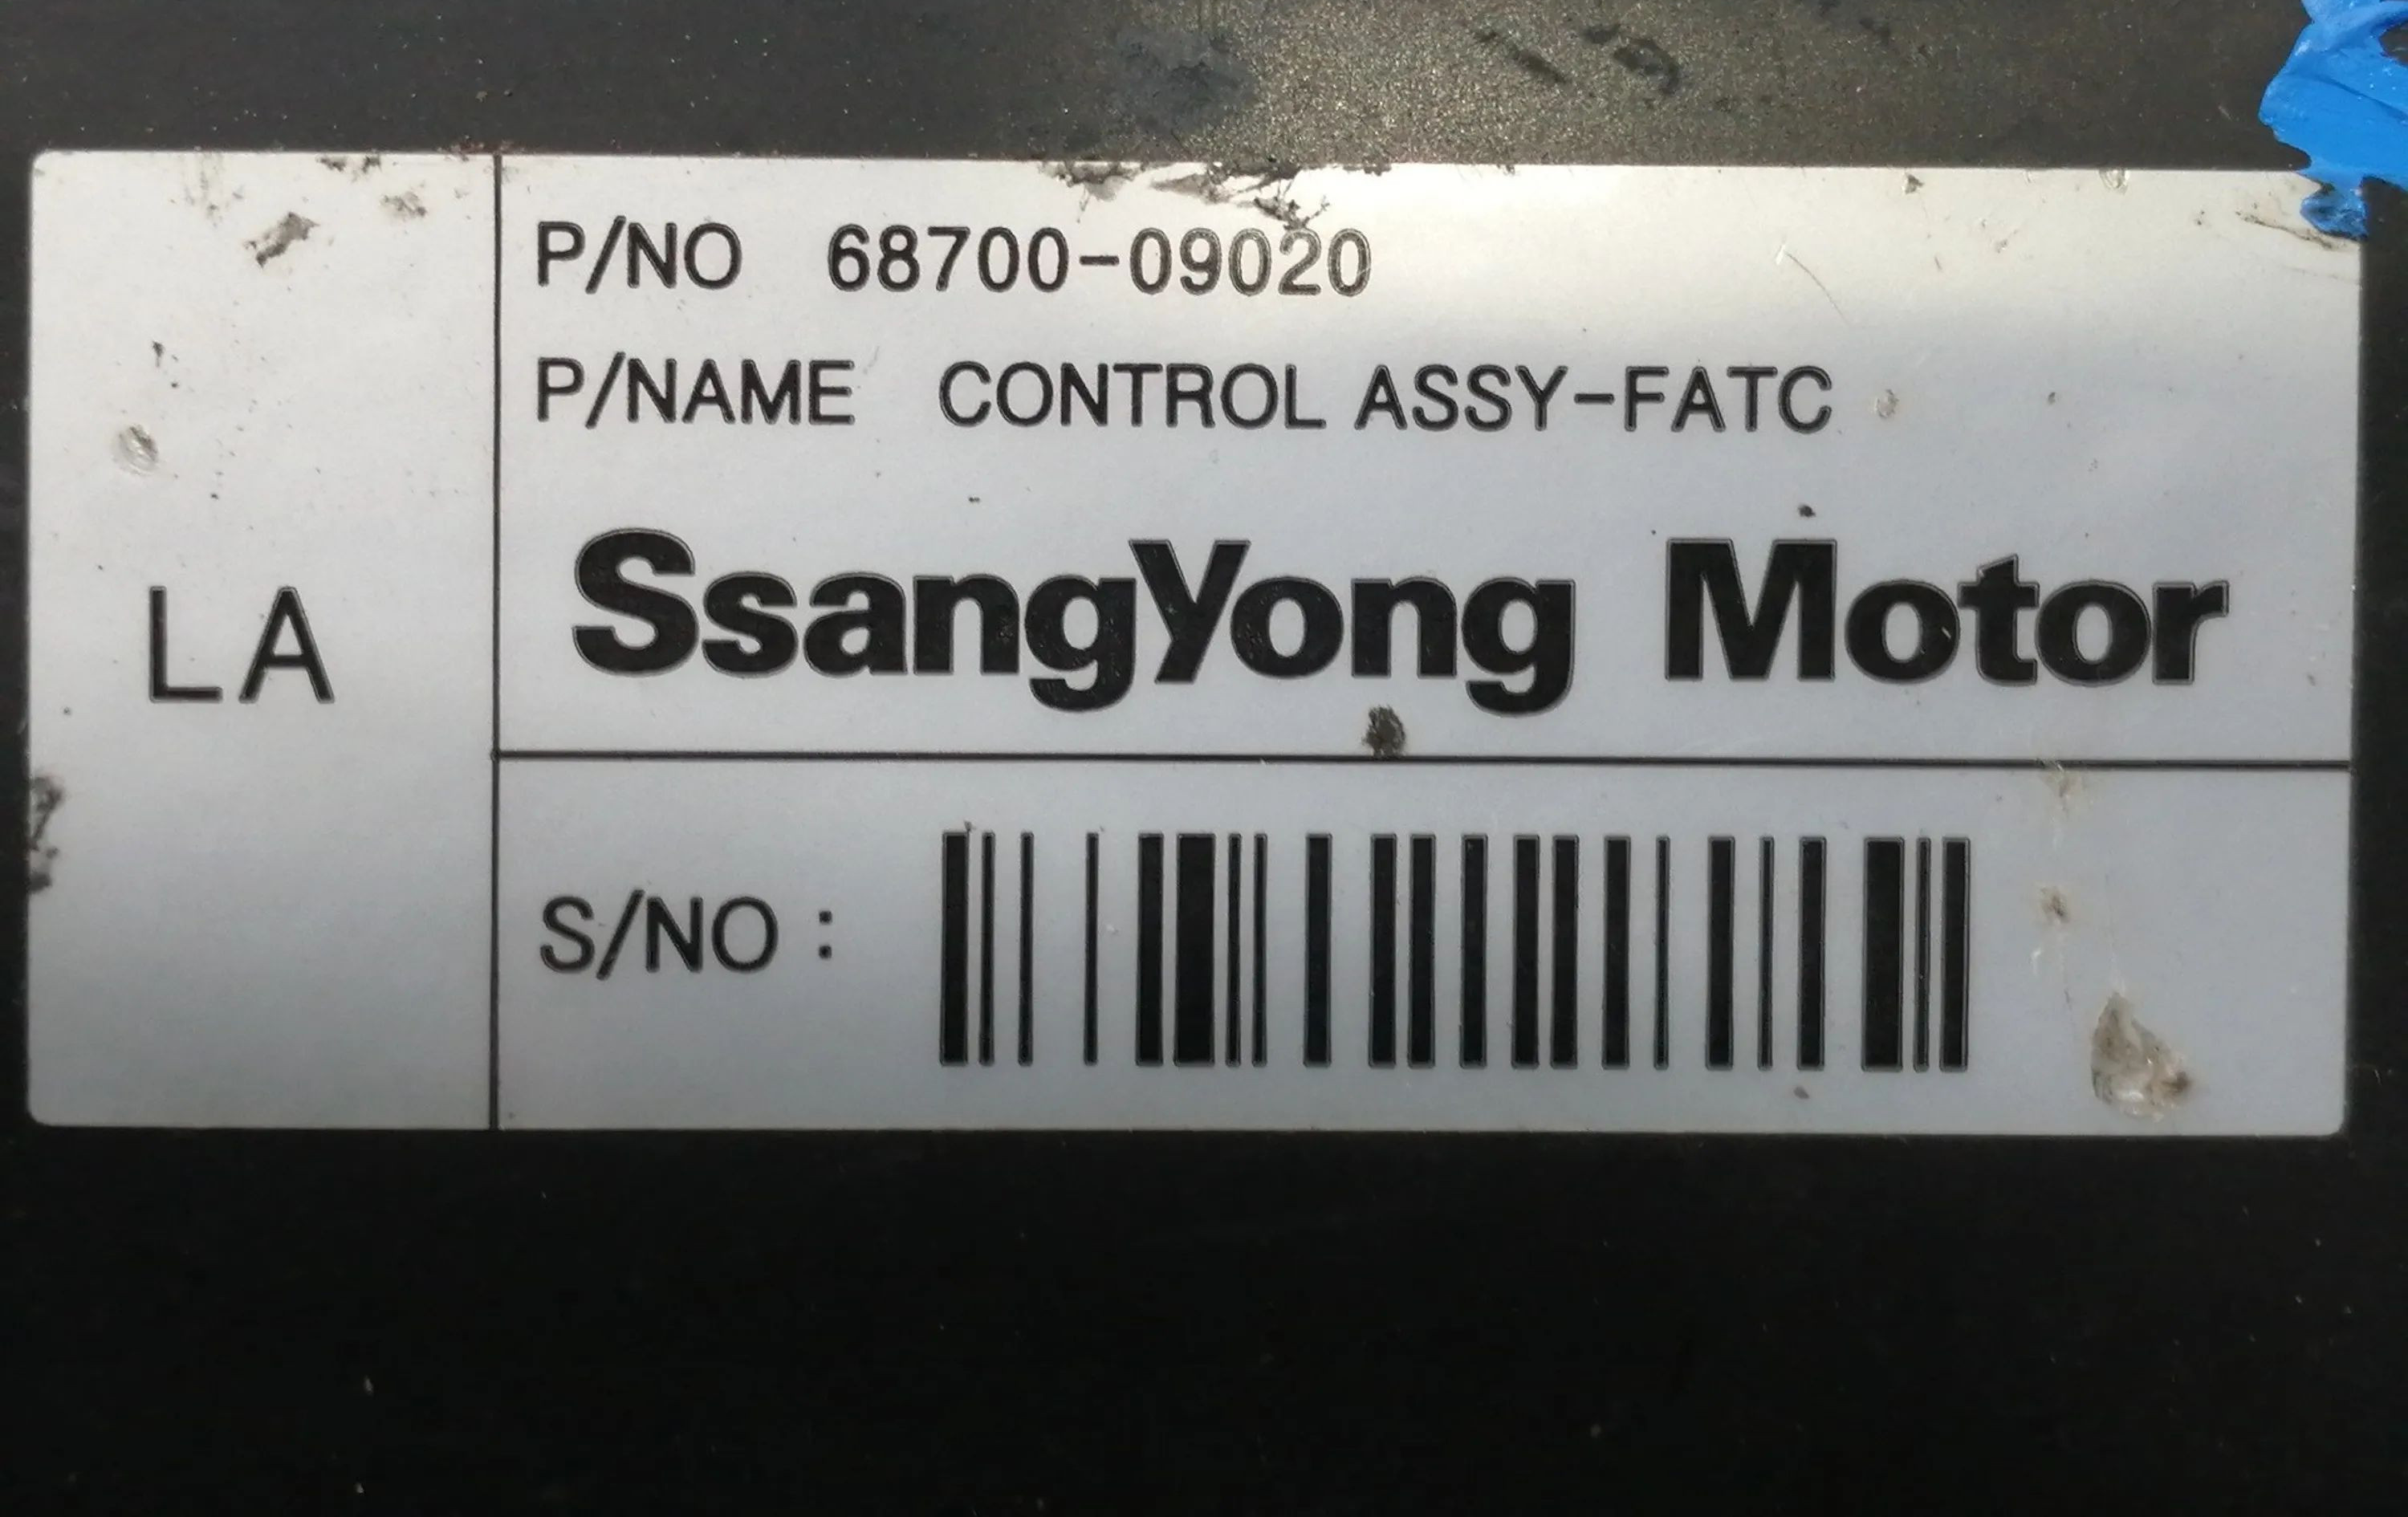 P/NO 68700-09020
P/NAME CONTROL ASSY-FATC
LA
SsangYong Motor
S/NO :